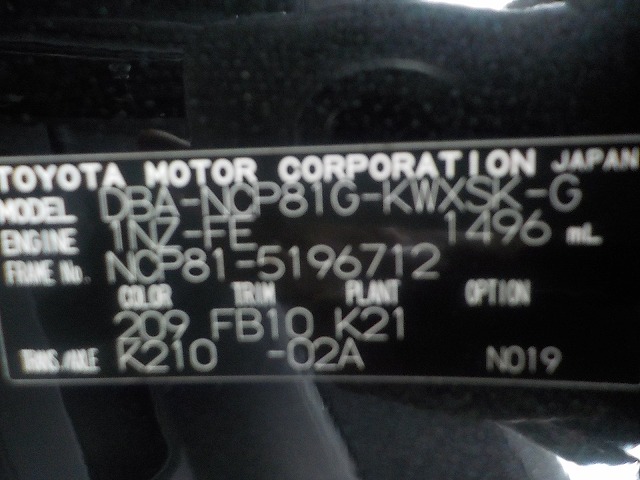 TOYOTA MOTOR CORPORATION JAPAN
MODEL DBA-NCP81G-KWXSK-G
ENGINE 1NZ-FE 1496 mL
FRAME No. NCP81-5196712
COLOR TRIM PLANT OPTION
209 FB10 K21
TRANS./AXLE K210 -02A N019